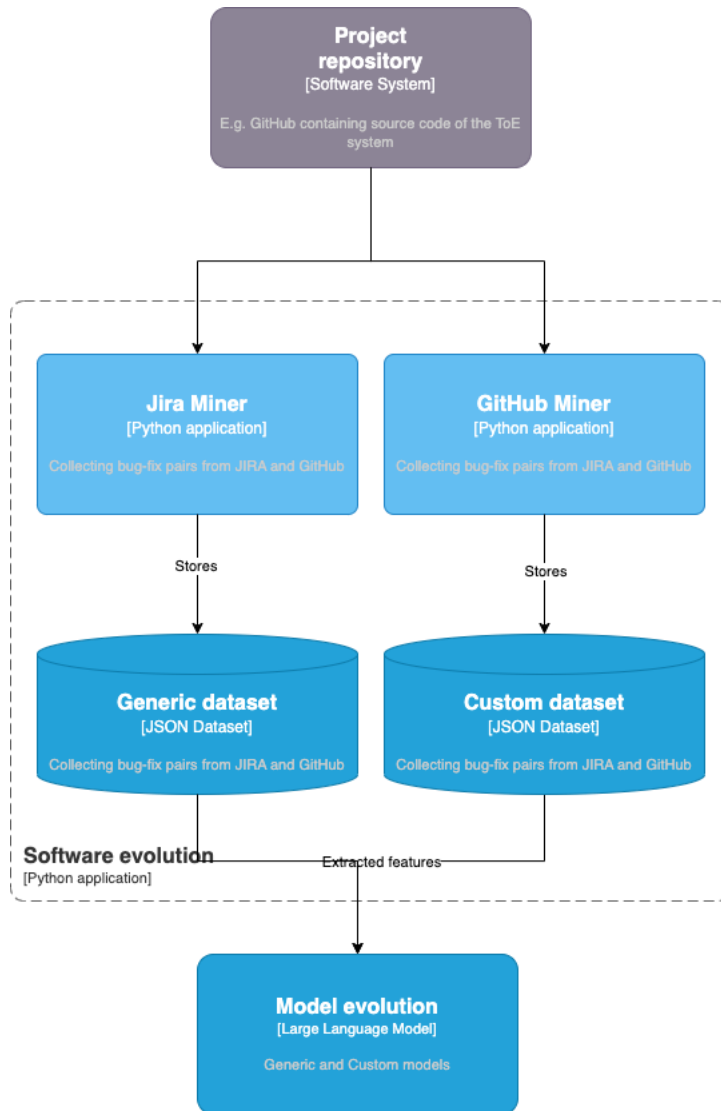 Project
repository
[Software System]
E.g. GitHub containing source code of the ToE
system
Jira Miner
[Python application]
Collecting bug-fix pairs from JIRA and GitHub
GitHub Miner
[Python application]
Collecting bug-fix pairs from JIRA and GitHub
Stores
Stores
Generic dataset
[JSON Dataset]
Collecting bug-fix pairs from JIRA and GitHub
Custom dataset
[JSON Dataset]
Collecting bug-fix pairs from JIRA and GitHub
Software evolution
[Python application]
Extracted features
Model evolution
[Large Language Model]
Generic and Custom models